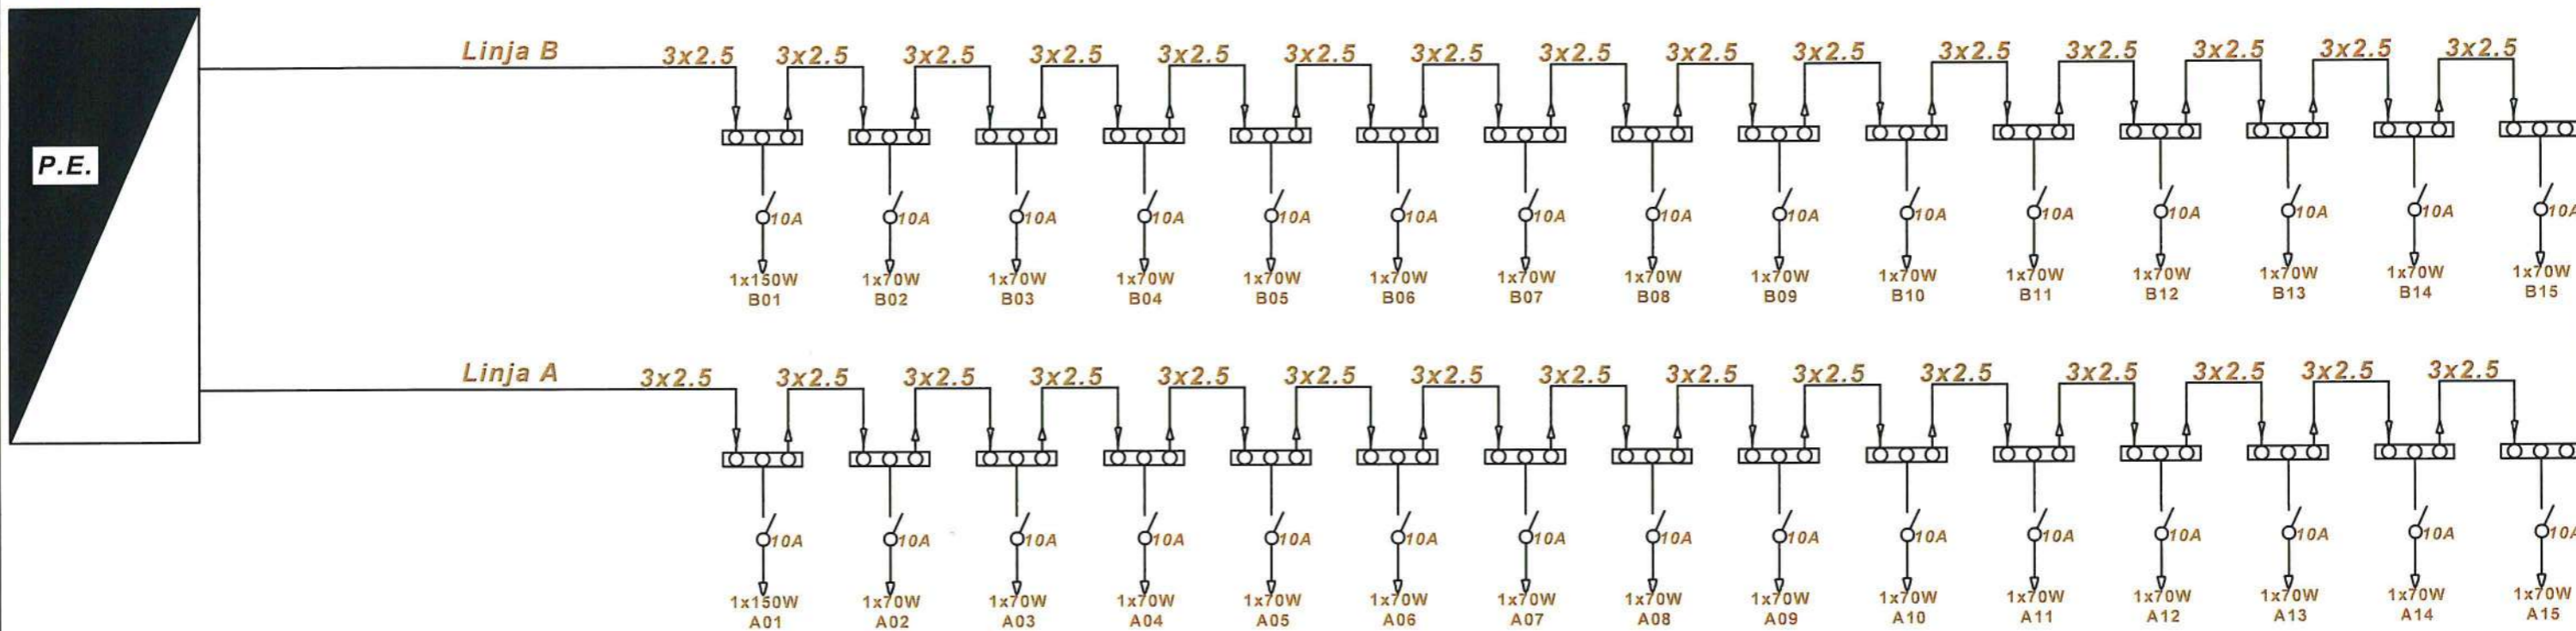 Linja B 3x2.5 3x2.5 3x2.5 3x2.5 3x2.5 3x2.5 3x2.5 3x2.5 3x2.5 3x2.5 3x2.5 3x2.5 3x2.5 3x2.5 3x2.5
P.E.
10A 10A 10A 10A 10A 10A 10A 10A 10A 10A 10A 10A 10A 10A 10A
1x150W 1x70W 1x70W 1x70W 1x70W 1x70W 1x70W 1x70W 1x70W 1x70W 1x70W 1x70W 1x70W 1x70W 1x70W
B01 B02 B03 B04 B05 B06 B07 B08 B09 B10 B11 B12 B13 B14 B15
Linja A 3x2.5 3x2.5 3x2.5 3x2.5 3x2.5 3x2.5 3x2.5 3x2.5 3x2.5 3x2.5 3x2.5 3x2.5 3x2.5 3x2.5 3x2.5
10A 10A 10A 10A 10A 10A 10A 10A 10A 10A 10A 10A 10A 10A 10A
1x150W 1x70W 1x70W 1x70W 1x70W 1x70W 1x70W 1x70W 1x70W 1x70W 1x70W 1x70W 1x70W 1x70W 1x70W
A01 A02 A03 A04 A05 A06 A07 A08 A09 A10 A11 A12 A13 A14 A15